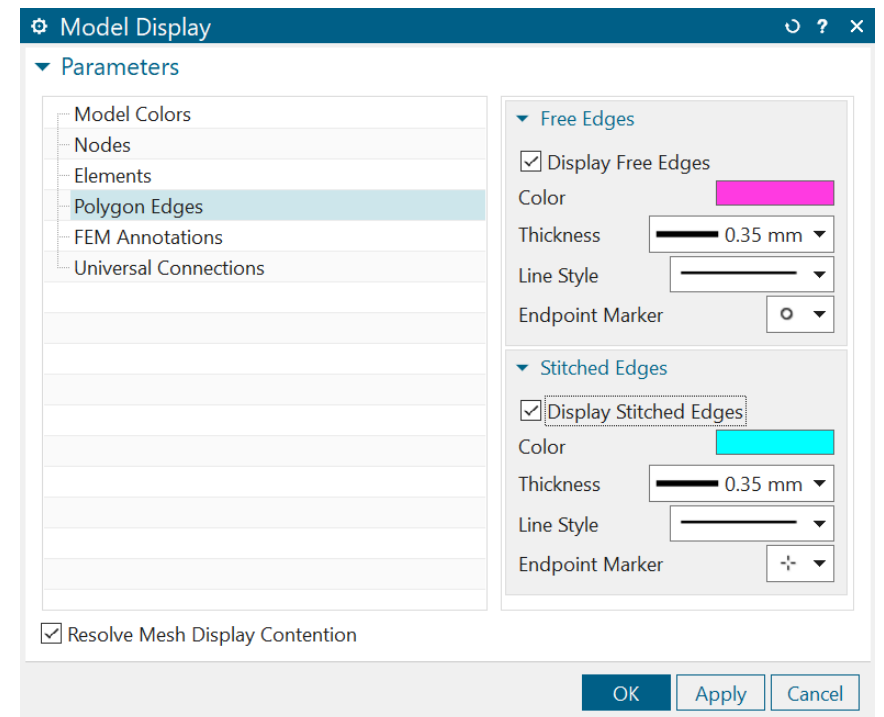 Model Display
?
Parameters
Model Colors
Nodes
Elements
Polygon Edges
FEM Annotations
Universal Connections
Free Edges
Display Free Edges
Color
Thickness 0.35 mm
Line Style
Endpoint Marker
Stitched Edges
Display Stitched Edges
Color
Thickness 0.35 mm
Line Style
Endpoint Marker
Resolve Mesh Display Contention
OK Apply Cancel